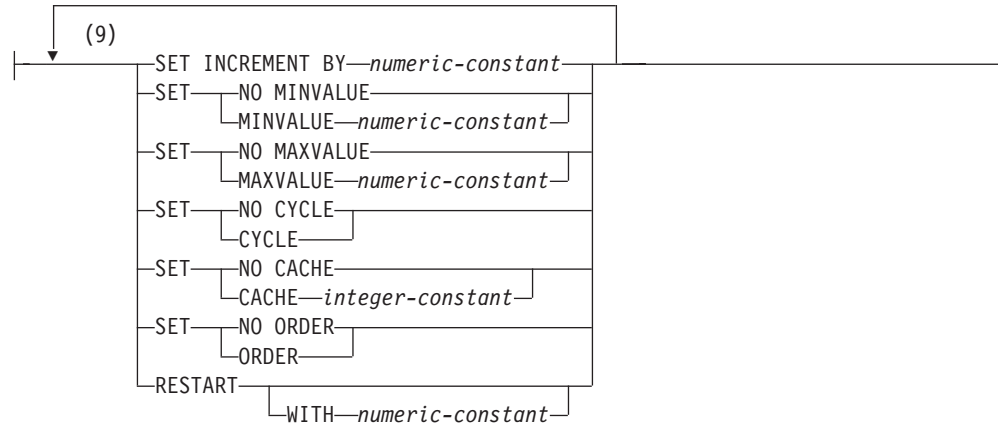 (9)
SET INCREMENT BY numeric-constant
SET NO MINVALUE
MINVALUE numeric-constant
SET NO MAXVALUE
MAXVALUE numeric-constant
SET NO CYCLE
CYCLE
SET NO CACHE
CACHE integer-constant
SET NO ORDER
ORDER
RESTART
WITH numeric-constant